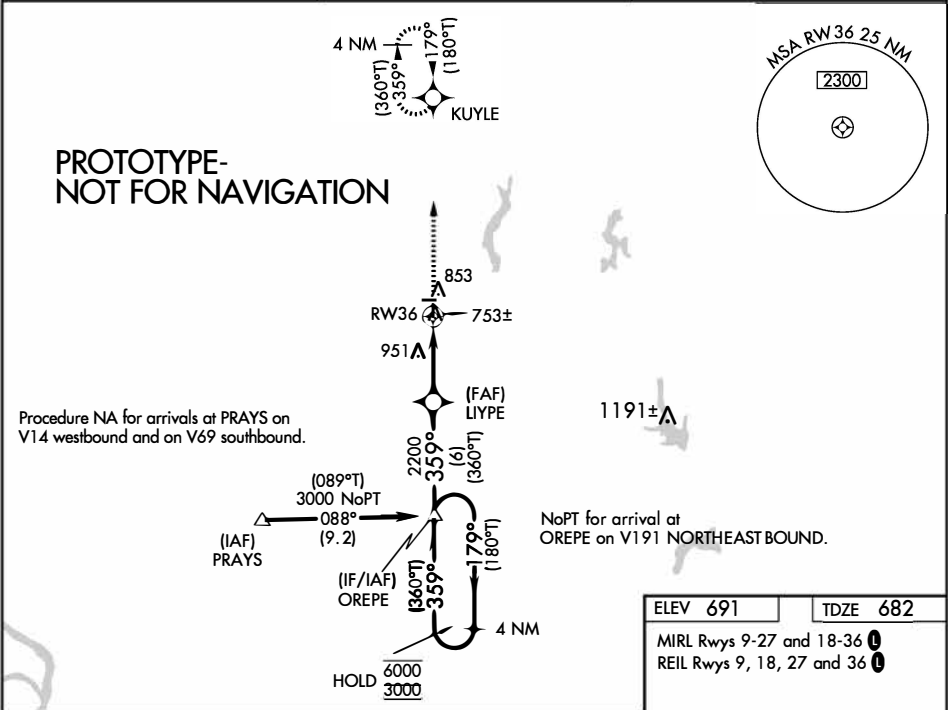 4 NM
179°
(180°T)
(360°T)
359°
KUYLE
MSA RW 36 25 NM
2300
PROTOTYPE-
NOT FOR NAVIGATION
853
RW36
753±
951
(FAF)
LIYPE
1191±
Procedure NA for arrivals at PRAYS on
V14 westbound and on V69 southbound.
2200
359°
(6)
(360°T)
(089°T)
3000 NoPT
088°
(9.2)
(IAF)
PRAYS
(IF/IAF)
OREPE
(360°T)
359°
179°
(180°T)
NoPT for arrival at
OREPE on V191 NORTHEAST BOUND.
4 NM
HOLD
6000
3000
ELEV 691
TDZE 682
MIRL Rwys 9-27 and 18-36 L
REIL Rwys 9, 18, 27 and 36 L